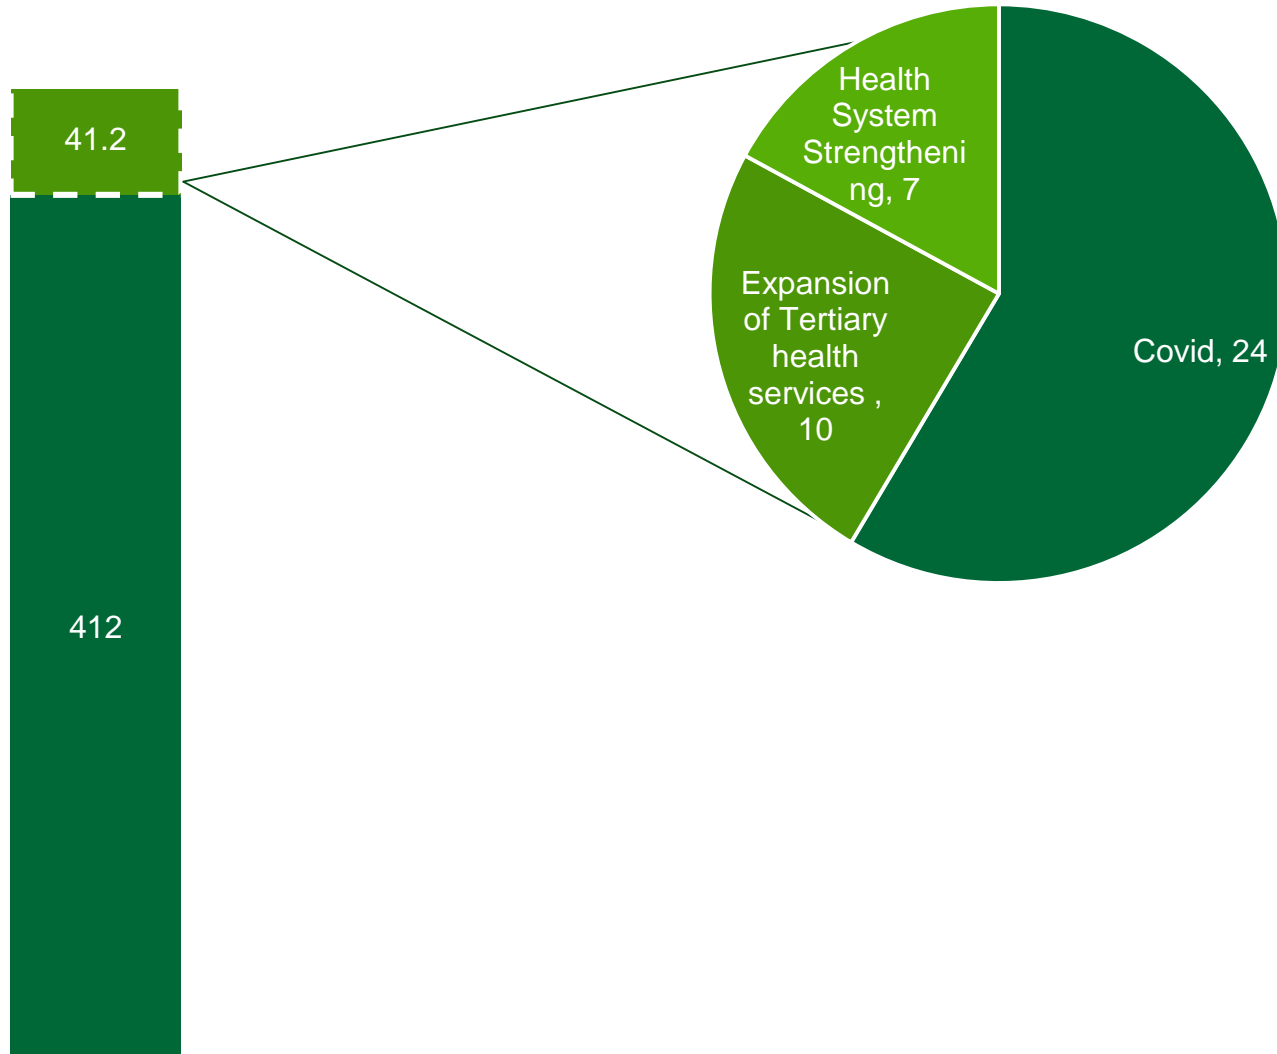 41.2
412
Health
System
Strengtheni
ng, 7
Expansion
of Tertiary
health
services ,
10
Covid, 24